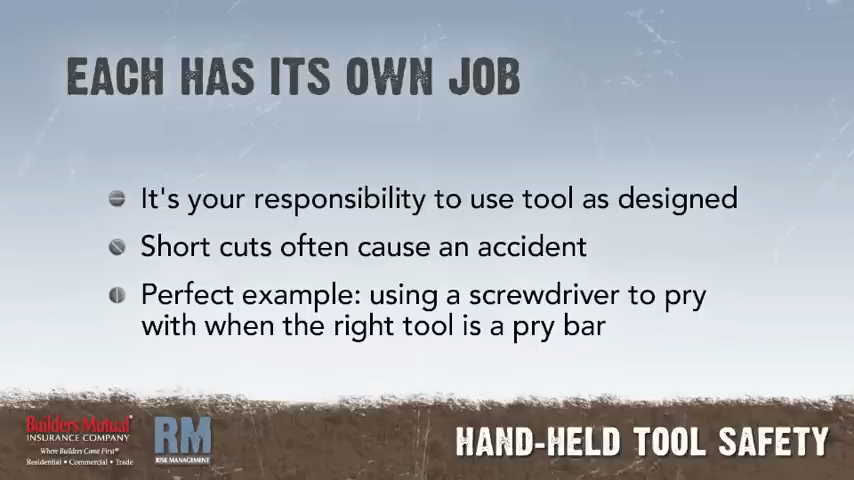 EACH HAS ITS OWN JOB
It's your responsibility to use tool as designed
Short cuts often cause an accident
Perfect example: using a screwdriver to pry
with when the right tool is a pry bar
Builders Mutual®
INSURANCE COMPANY
Where Builders Come First®
Residential • Commercial • Trade
RM
RISK MANAGEMENT
HAND-HELD TOOL SAFETY